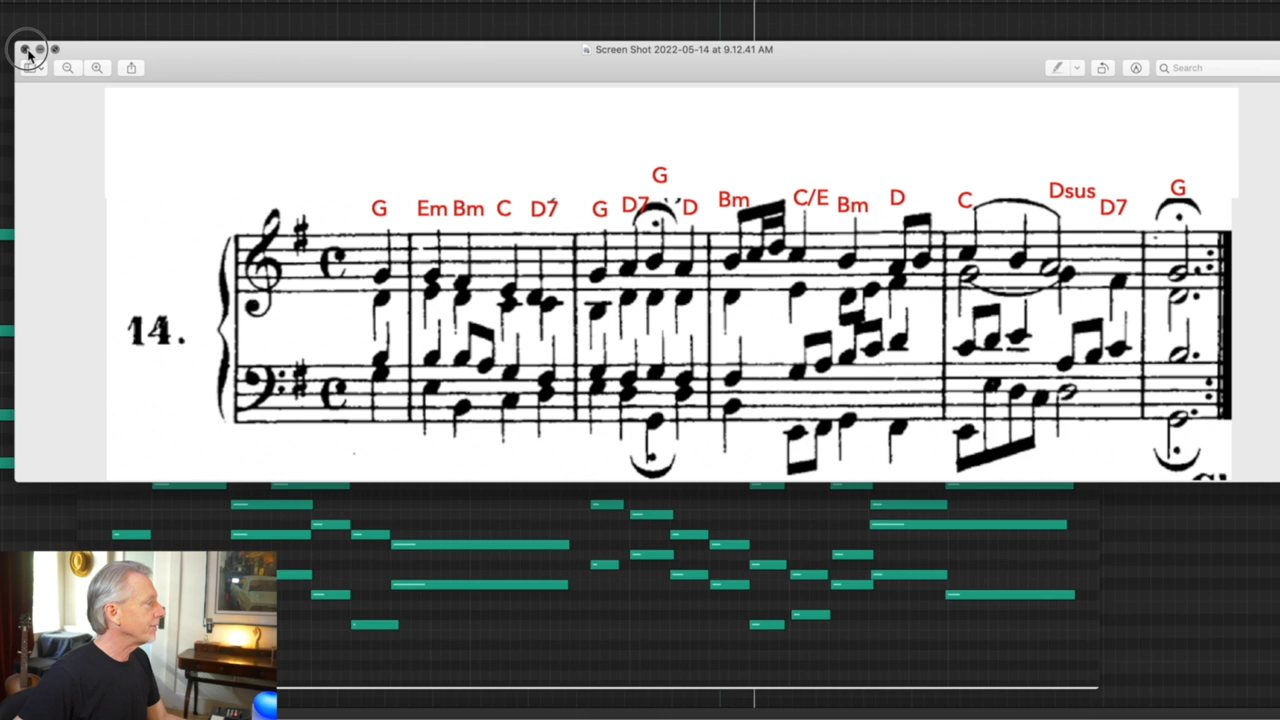 Screen Shot 2022-05-14 at 9.12.41 AM
Search
G
G Em Bm C D7 G D7 D Bm C/E Bm D C Dsus D7 G
14.